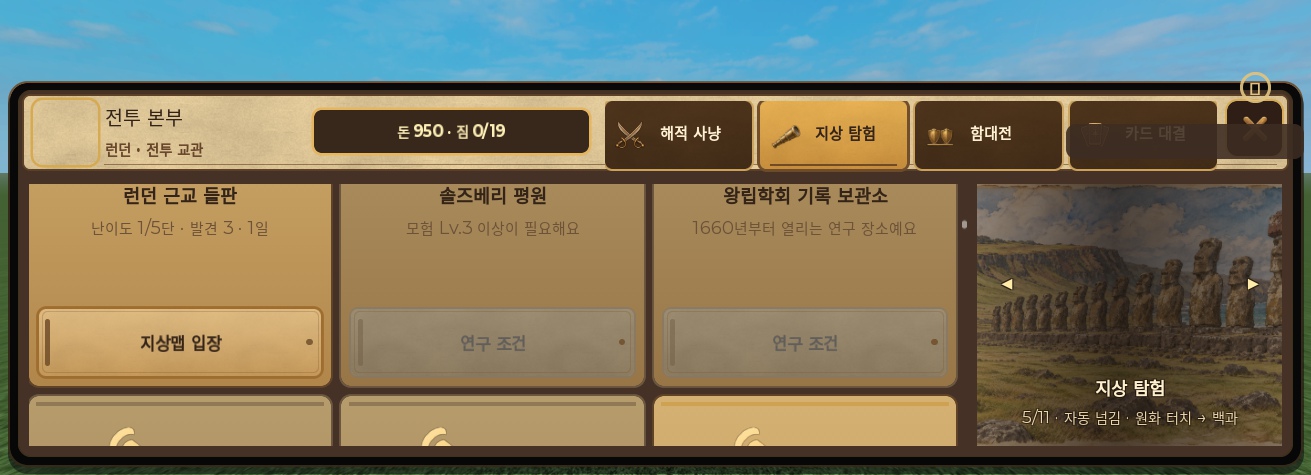 전투 본부
런던 · 전투 교관
돈 950 · 짐 0/19
해적 사냥
지상 탐험
함대전
카드 대결
런던 근교 들판
난이도 1/5단 · 발견 3 · 1일
지상맵 입장
솔즈베리 평원
모험 Lv.3 이상이 필요해요
연구 조건
왕립학회 기록 보관소
1660년부터 열리는 연구 장소예요
연구 조건
지상 탐험
5/11 · 자동 넘김 · 원화 터치 → 백과